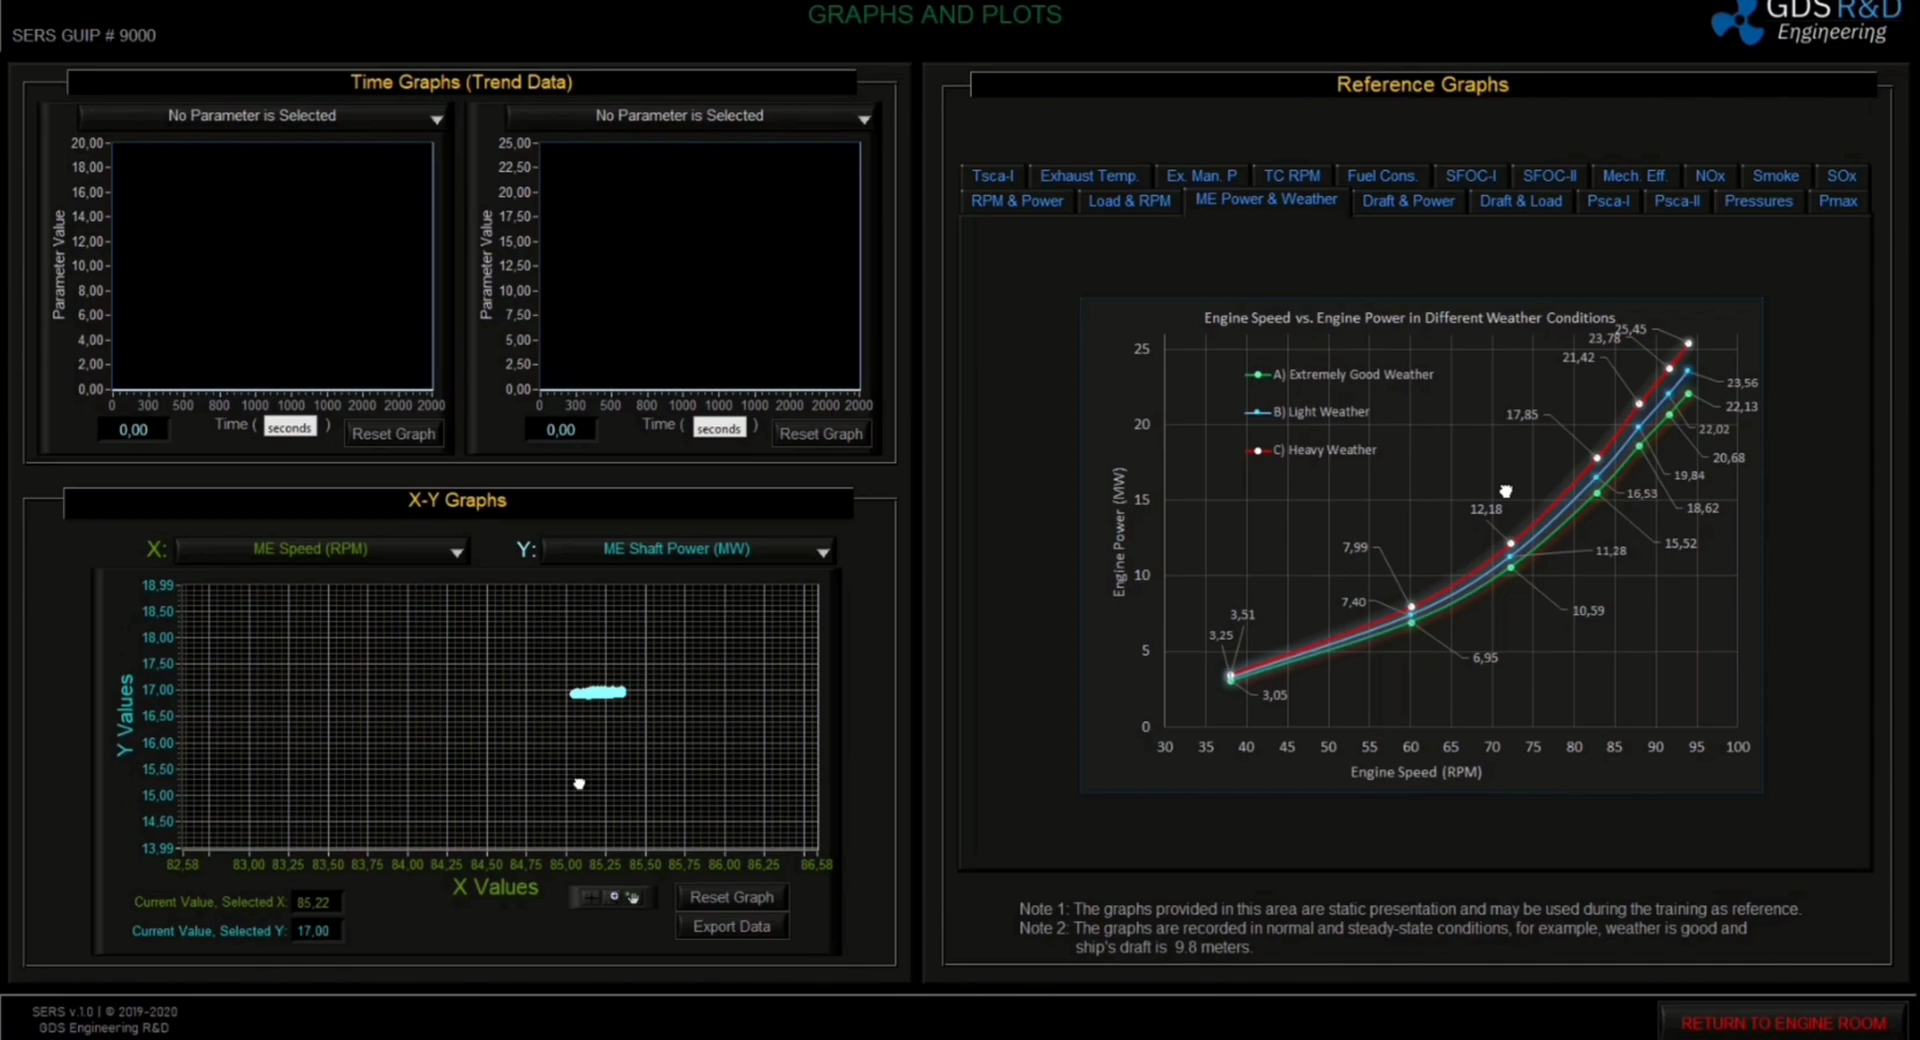 GRAPHS AND PLOTS
SERS GUIP # 9000
GDS R&D
Engineering
Time Graphs (Trend Data)
No Parameter is Selected
No Parameter is Selected
Parameter Value
20,00
18,00
16,00
14,00
12,00
10,00
8,00
6,00
4,00
2,00
0,00
0 300 500 800 1000 1000 1000 2000 2000 2000
0,00
Time ( seconds )
Reset Graph
Parameter Value
25,00
22,50
20,00
17,50
15,00
12,50
10,00
7,50
5,00
2,50
0,00
0 300 500 800 1000 1000 1000 2000 2000 2000
0,00
Time ( seconds )
Reset Graph
X-Y Graphs
X: ME Speed (RPM)
Y: ME Shaft Power (MW)
Y Values
18,99
18,50
18,00
17,50
17,00
16,50
16,00
15,50
15,00
14,50
13,99
82,58 83,00 83,25 83,50 83,75 84,00 84,25 84,50 84,75 85,00 85,25 85,50 85,75 86,00 86,25 86,58
X Values
Current Value, Selected X: 85,22
Current Value, Selected Y: 17,00
Reset Graph
Export Data
Reference Graphs
Tsca-I Exhaust Temp. Ex. Man. P TC RPM Fuel Cons. SFOC-I SFOC-II Mech. Eff. NOx Smoke SOx
RPM & Power Load & RPM ME Power & Weather Draft & Power Draft & Load Psca-I Psca-II Pressures Pmax
Engine Speed vs. Engine Power in Different Weather Conditions
A) Extremely Good Weather
B) Light Weather
C) Heavy Weather
Engine Power (MW)
25
20
15
10
5
0
25,45
23,78
21,42
17,85
12,18
7,99
7,40
3,51
3,25
3,05
6,95
10,59
11,28
15,52
16,53
18,62
19,84
20,68
22,02
22,13
23,56
30 35 40 45 50 55 60 65 70 75 80 85 90 95 100
Engine Speed (RPM)
Note 1: The graphs provided in this area are static presentation and may be used during the training as reference.
Note 2: The graphs are recorded in normal and steady-state conditions, for example, weather is good and
ship's draft is 9.8 meters.
SERS v.1.0 | © 2019-2020
GDS Engineering R&D
RETURN TO ENGINE ROOM